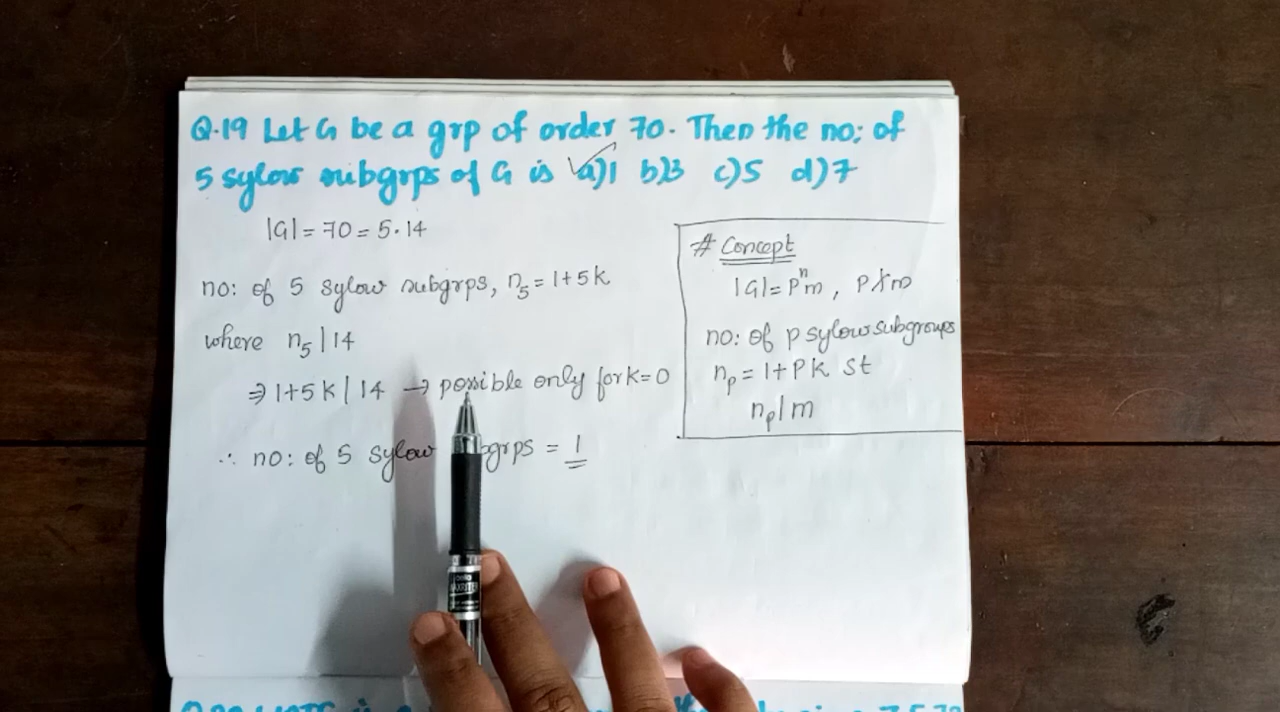 Q.19 Let G be a grp of order 70. Then the no: of
5 sylow subgrps of G is a)1 b)3 c)5 d)7
|G| = 70 = 5·14
no: of 5 sylow subgrps, n₅ = 1+5k
where n₅ | 14
⇒ 1+5k | 14 → possible only for k=0
∴ no: of 5 sylow bgrps = 1
# Concept
|G| = pⁿm , p∤m
no: of p sylow subgroups
nₚ = 1+Pk st
nₚ | m